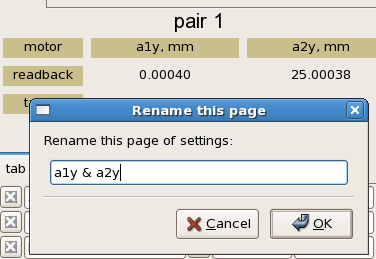 pair 1
motor a1y, mm a2y, mm
readback 0.00040 25.00038
Rename this page
Rename this page of settings:
tab
a1y & a2y
Cancel OK